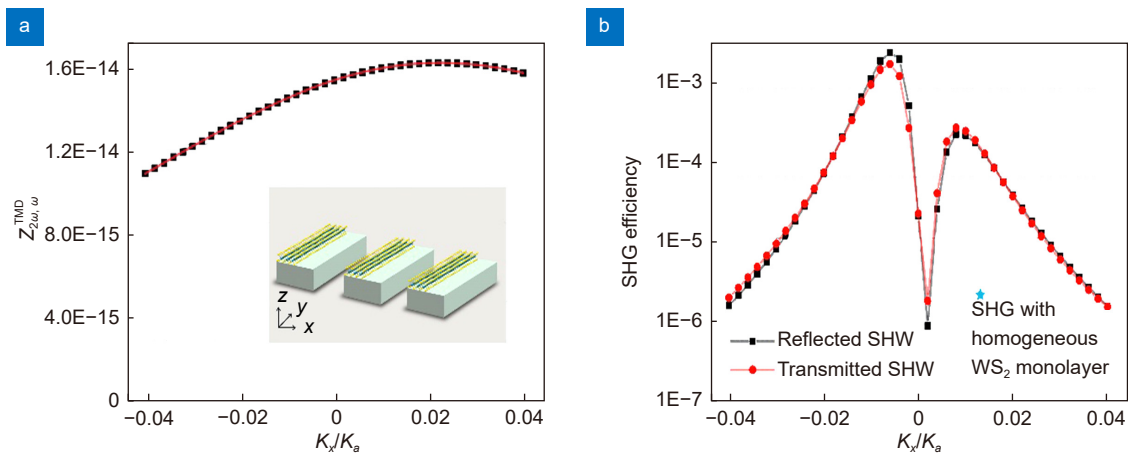 a
Z^TMD_2ω, ω
1.6E−14
1.2E−14
8.0E−15
4.0E−15
0
−0.04
−0.02
0
0.02
0.04
K_x/K_a
z
y
x
b
SHG efficiency
1E−3
1E−4
1E−5
1E−6
1E−7
−0.04
−0.02
0
0.02
0.04
K_x/K_a
Reflected SHW
Transmitted SHW
SHG with
homogeneous
WS₂ monolayer